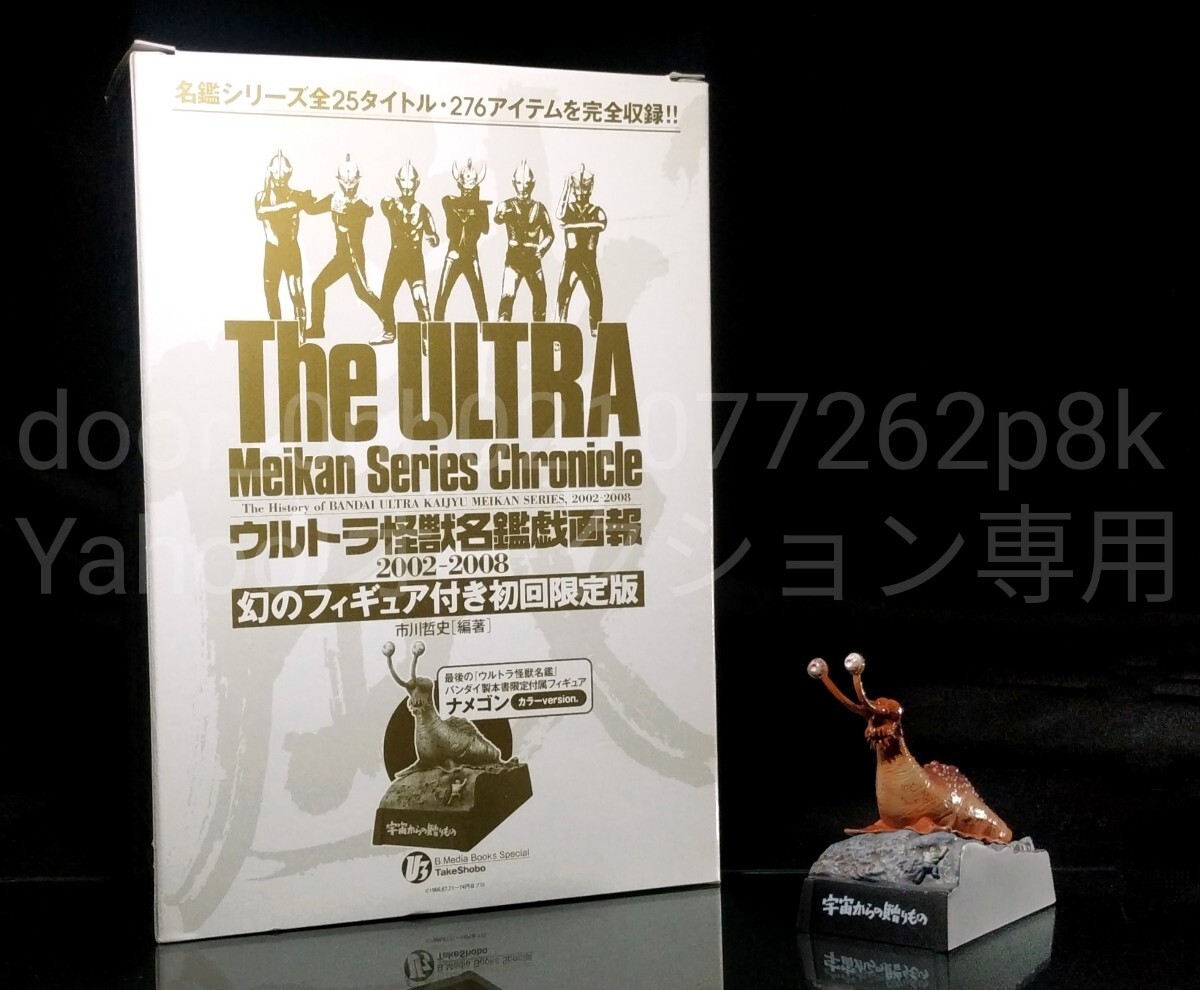 名鑑シリーズ全25タイトル・276アイテムを完全収録!!
The ULTRA
Meikan Series Chronicle
The History of BANDAI ULTRA KAIJYU MEIKAN SERIES, 2002-2008
ウルトラ怪獣名鑑戯画報
2002-2008
幻のフィギュア付き初回限定版
市川哲史[編著]
最後の「ウルトラ怪獣名鑑」
バンダイ製本書限定付属フィギュア
ナメゴン カラーversion.
宇宙からの贈りもの
B Media Books Special
TakeShobo
宇宙からの贈りもの
TakeShobo
B Media Books Special
077262p8k
ション専用